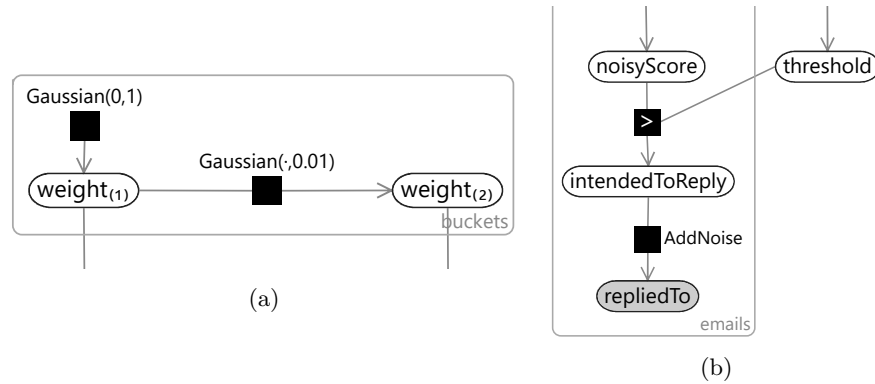 Gaussian(0,1)
Gaussian(·,0.01)
weight(1)
weight(2)
buckets
(a)
noisyScore
threshold
>
intendedToReply
AddNoise
repliedTo
emails
(b)